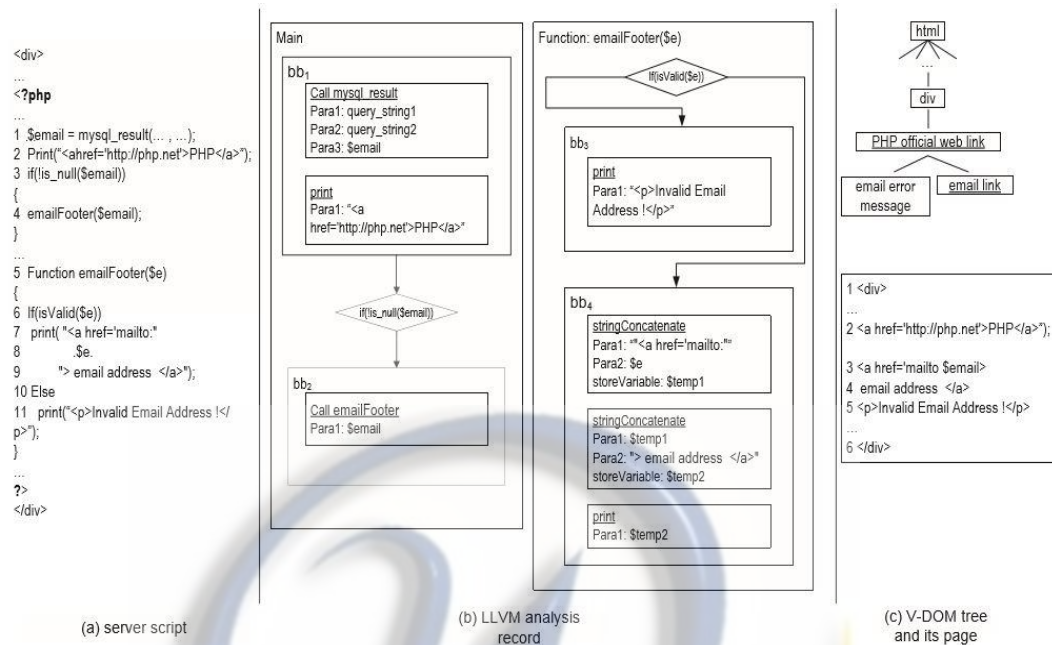 <div>
...
<?php
...
1 $email = mysql_result(... , ...);
2 Print("<ahref='http://php.net'>PHP</a>");
3 if(!is_null($email))
{
4 emailFooter($email);
}
...
5 Function emailFooter($e)
{
6 If(isValid($e))
7 print( "<a href='mailto:"
8 .$e.
9 "> email address </a>");
10 Else
11 print("<p>Invalid Email Address !</
p>");
}
...
?>
</div>
(a) server script
Main
bb1
Call mysql_result
Para1: query_string1
Para2: query_string2
Para3: $email
print
Para1: "<a
href='http://php.net'>PHP</a>"
if(!is_null($email))
bb2
Call emailFooter
Para1: $email
Function: emailFooter($e)
If(isValid($e))
bb3
print
Para1: "<p>Invalid Email
Address !</p>"
bb4
stringConcatenate
Para1: ""<a href='mailto:""
Para2: $e
storeVariable: $temp1
stringConcatenate
Para1: $temp1
Para2: "> email address </a>"
storeVariable: $temp2
print
Para1: $temp2
(b) LLVM analysis
record
html
...
div
PHP official web link
email error
message
email link
1 <div>
...
2 <a href='http://php.net'>PHP</a>");
3 <a href='mailto $email>
4 email address </a>
5 <p>Invalid Email Address !</p>
...
6 </div>
(c) V-DOM tree
and its page